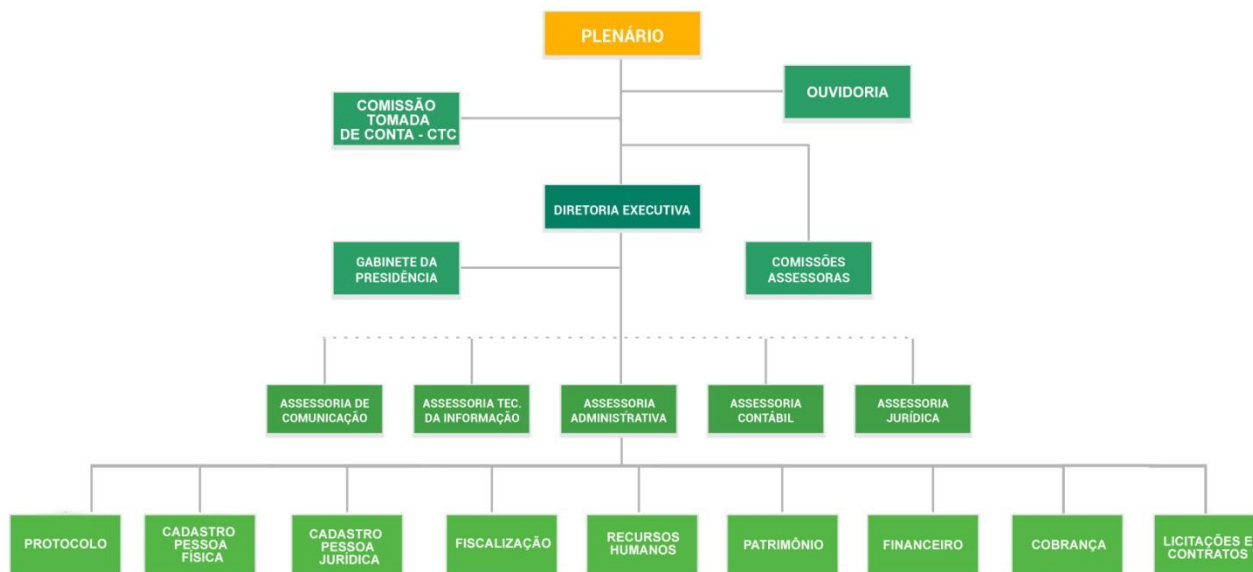 PLENÁRIO
OUVIDORIA
COMISSÃO
TOMADA
DE CONTA - CTC
DIRETORIA EXECUTIVA
GABINETE DA
PRESIDÊNCIA
COMISSÕES
ASSESSORAS
ASSESSORIA DE
COMUNICAÇÃO
ASSESSORIA TEC.
DA INFORMAÇÃO
ASSESSORIA
ADMINISTRATIVA
ASSESSORIA
CONTÁBIL
ASSESSORIA
JURÍDICA
PROTOCOLO
CADASTRO
PESSOA
FÍSICA
CADASTRO
PESSOA
JURÍDICA
FISCALIZAÇÃO
RECURSOS
HUMANOS
PATRIMÔNIO
FINANCEIRO
COBRANÇA
LICITAÇÕES E
CONTRATOS